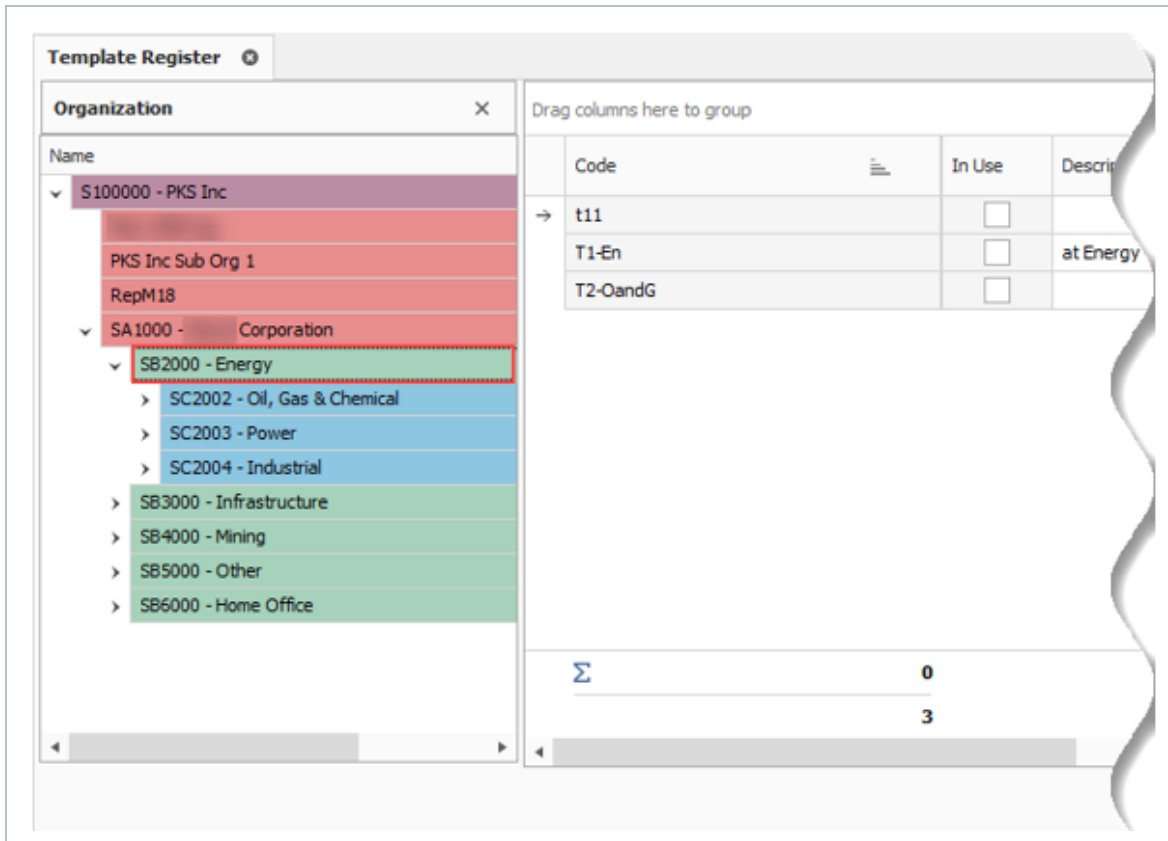 Template Register
Organization
Name
S100000 - PKS Inc
PKS Inc Sub Org 1
RepM18
SA1000 - Corporation
SB2000 - Energy
SC2002 - Oil, Gas & Chemical
SC2003 - Power
SC2004 - Industrial
SB3000 - Infrastructure
SB4000 - Mining
SB5000 - Other
SB6000 - Home Office
Drag columns here to group
Code In Use
t11
T1-En at Energy
T2-OandG
Σ 0
3